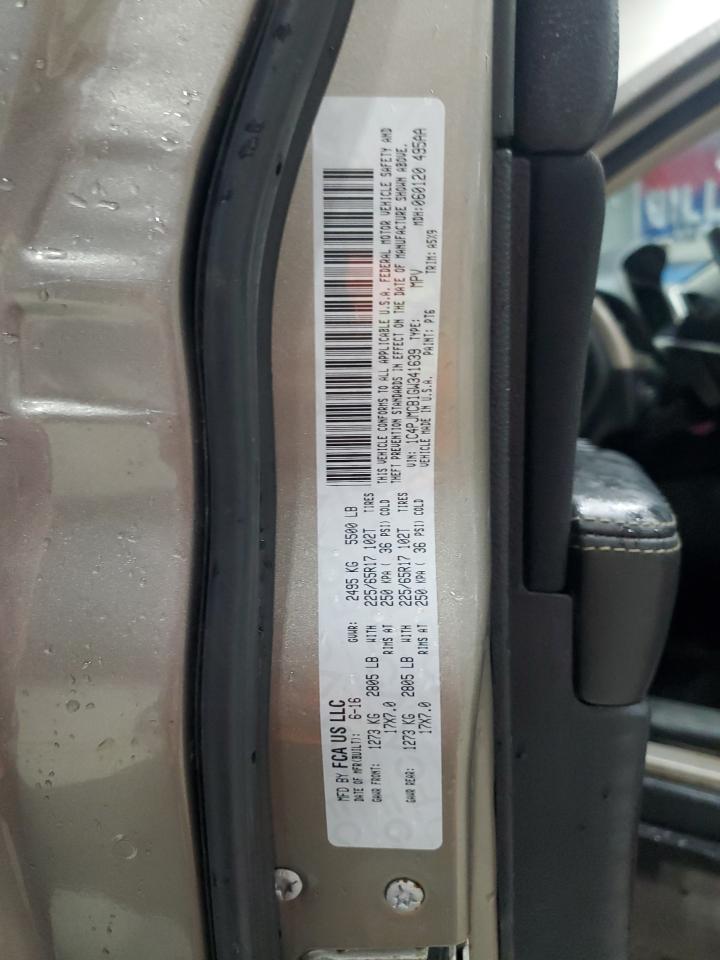 MFD BY FCA US LLC
DATE OF MFR(BUILT): 6-16 GVWR: 2495 KG 5500 LB
GAWR FRONT: 1273 KG 2805 LB WITH 225/65R17 102T TIRES
17X7.0 RIMS AT 250 KPA ( 36 PSI) COLD
GAWR REAR: 1273 KG 2805 LB WITH 225/65R17 102T TIRES
17X7.0 RIMS AT 250 KPA ( 36 PSI) COLD
THIS VEHICLE CONFORMS TO ALL APPLICABLE U.S.A. FEDERAL MOTOR VEHICLE SAFETY AND
THEFT PREVENTION STANDARDS IN EFFECT ON THE DATE OF MANUFACTURE SHOWN ABOVE.
VIN: 1C4PJMCB1GW341639 TYPE: MPV MDH:060120 495AA
VEHICLE MADE IN U.S.A. PAINT: PT6 TRIM: A5X9